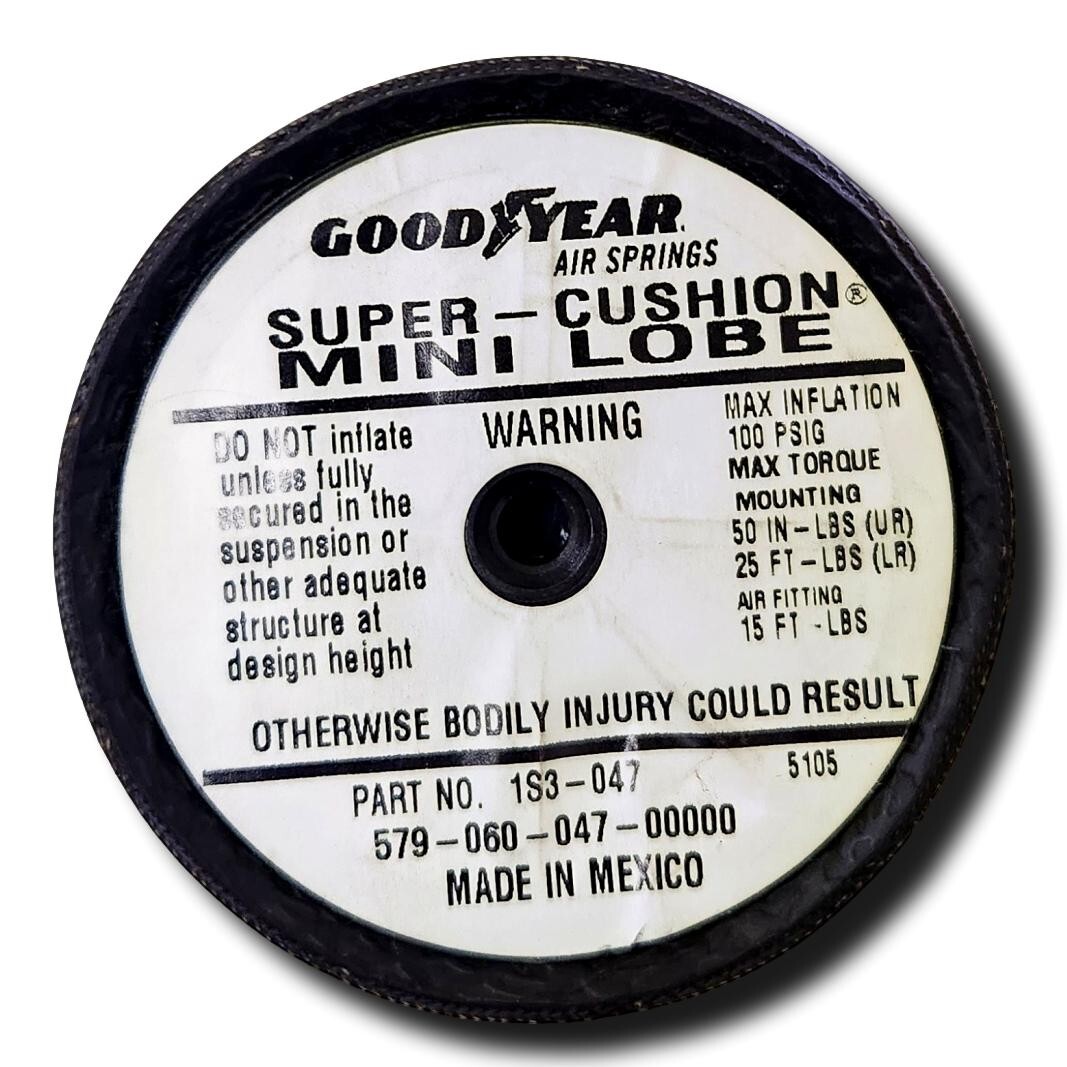 GOODYEAR
AIR SPRINGS
SUPER – CUSHION®
MINI LOBE
WARNING
DO NOT inflate
unless fully
secured in the
suspension or
other adequate
structure at
design height
MAX INFLATION
100 PSIG
MAX TORQUE
MOUNTING
50 IN – LBS (UR)
25 FT – LBS (LR)
AIR FITTING
15 FT - LBS
OTHERWISE BODILY INJURY COULD RESULT
5105
PART NO. 1S3–047
579–060–047–00000
MADE IN MEXICO